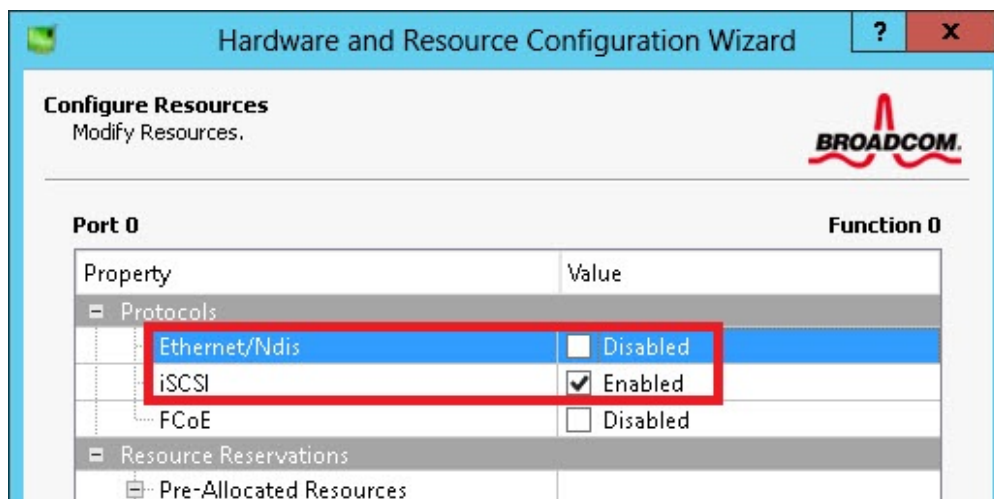 Hardware and Resource Configuration Wizard
?
x
Configure Resources
Modify Resources.
BROADCOM.
Port 0
Function 0
Property
Value
Protocols
Ethernet/Ndis
Disabled
iSCSI
Enabled
FCoE
Disabled
Resource Reservations
Pre-Allocated Resources